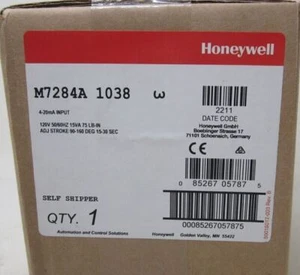 Honeywell
M7284A 1038 ω
4-20mA INPUT
120V 50/60HZ 15VA 75 LB-IN
ADJ STROKE 90-160 DEG 15-30 SEC
2211
DATE CODE
Honeywell GmbH
Boeblinger Strasse 17
71101 Schoenaich, Germany
CE
0 85267 05787 5
SELF SHIPPER
QTY. 1
00085267057875
Automation and Control Solutions Honeywell Golden Valley, MN 55422